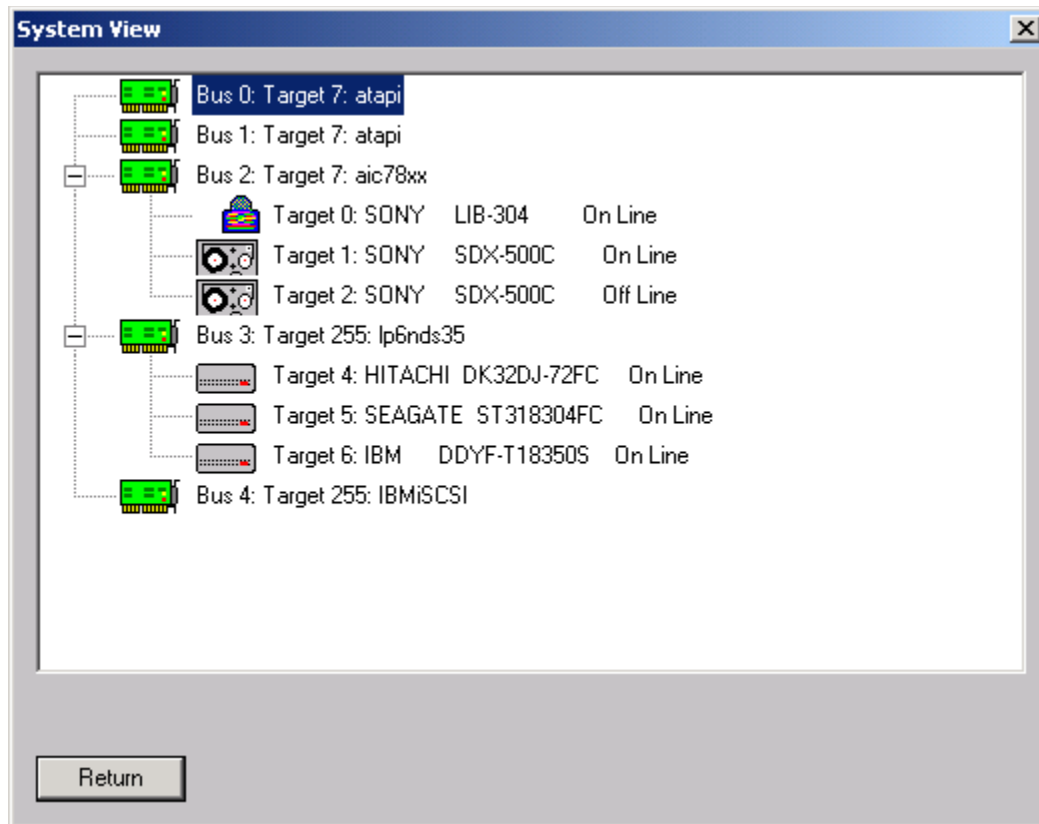 System View
Bus 0: Target 7: atapi
Bus 1: Target 7: atapi
Bus 2: Target 7: aic78xx
Target 0: SONY LIB-304 On Line
Target 1: SONY SDX-500C On Line
Target 2: SONY SDX-500C Off Line
Bus 3: Target 255: lp6nds35
Target 4: HITACHI DK32DJ-72FC On Line
Target 5: SEAGATE ST318304FC On Line
Target 6: IBM DDYF-T18350S On Line
Bus 4: Target 255: IBMiSCSI
Return